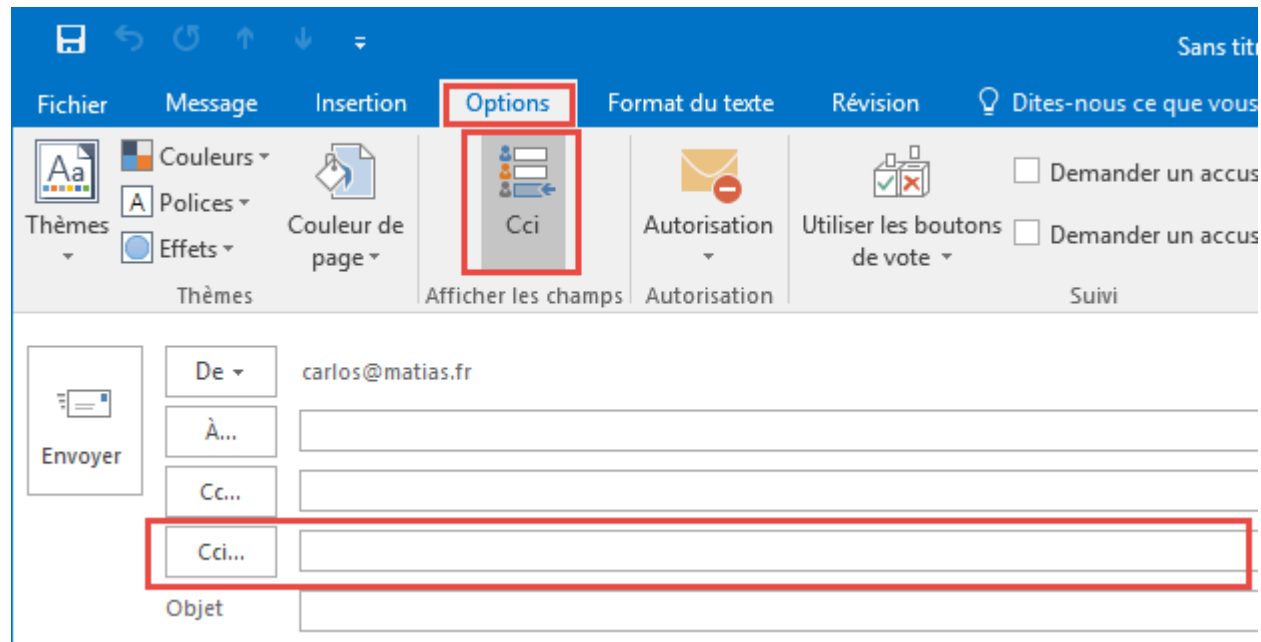 Sans titr
Fichier Message Insertion Options Format du texte Révision Dites-nous ce que vous
Aa Couleurs
A Polices
Effets
Thèmes
Couleur de page
Cci
Autorisation
Utiliser les boutons de vote
Demander un accus
Demander un accus
Thèmes Afficher les champs Autorisation Suivi
Envoyer
De carlos@matias.fr
À...
Cc...
Cci...
Objet